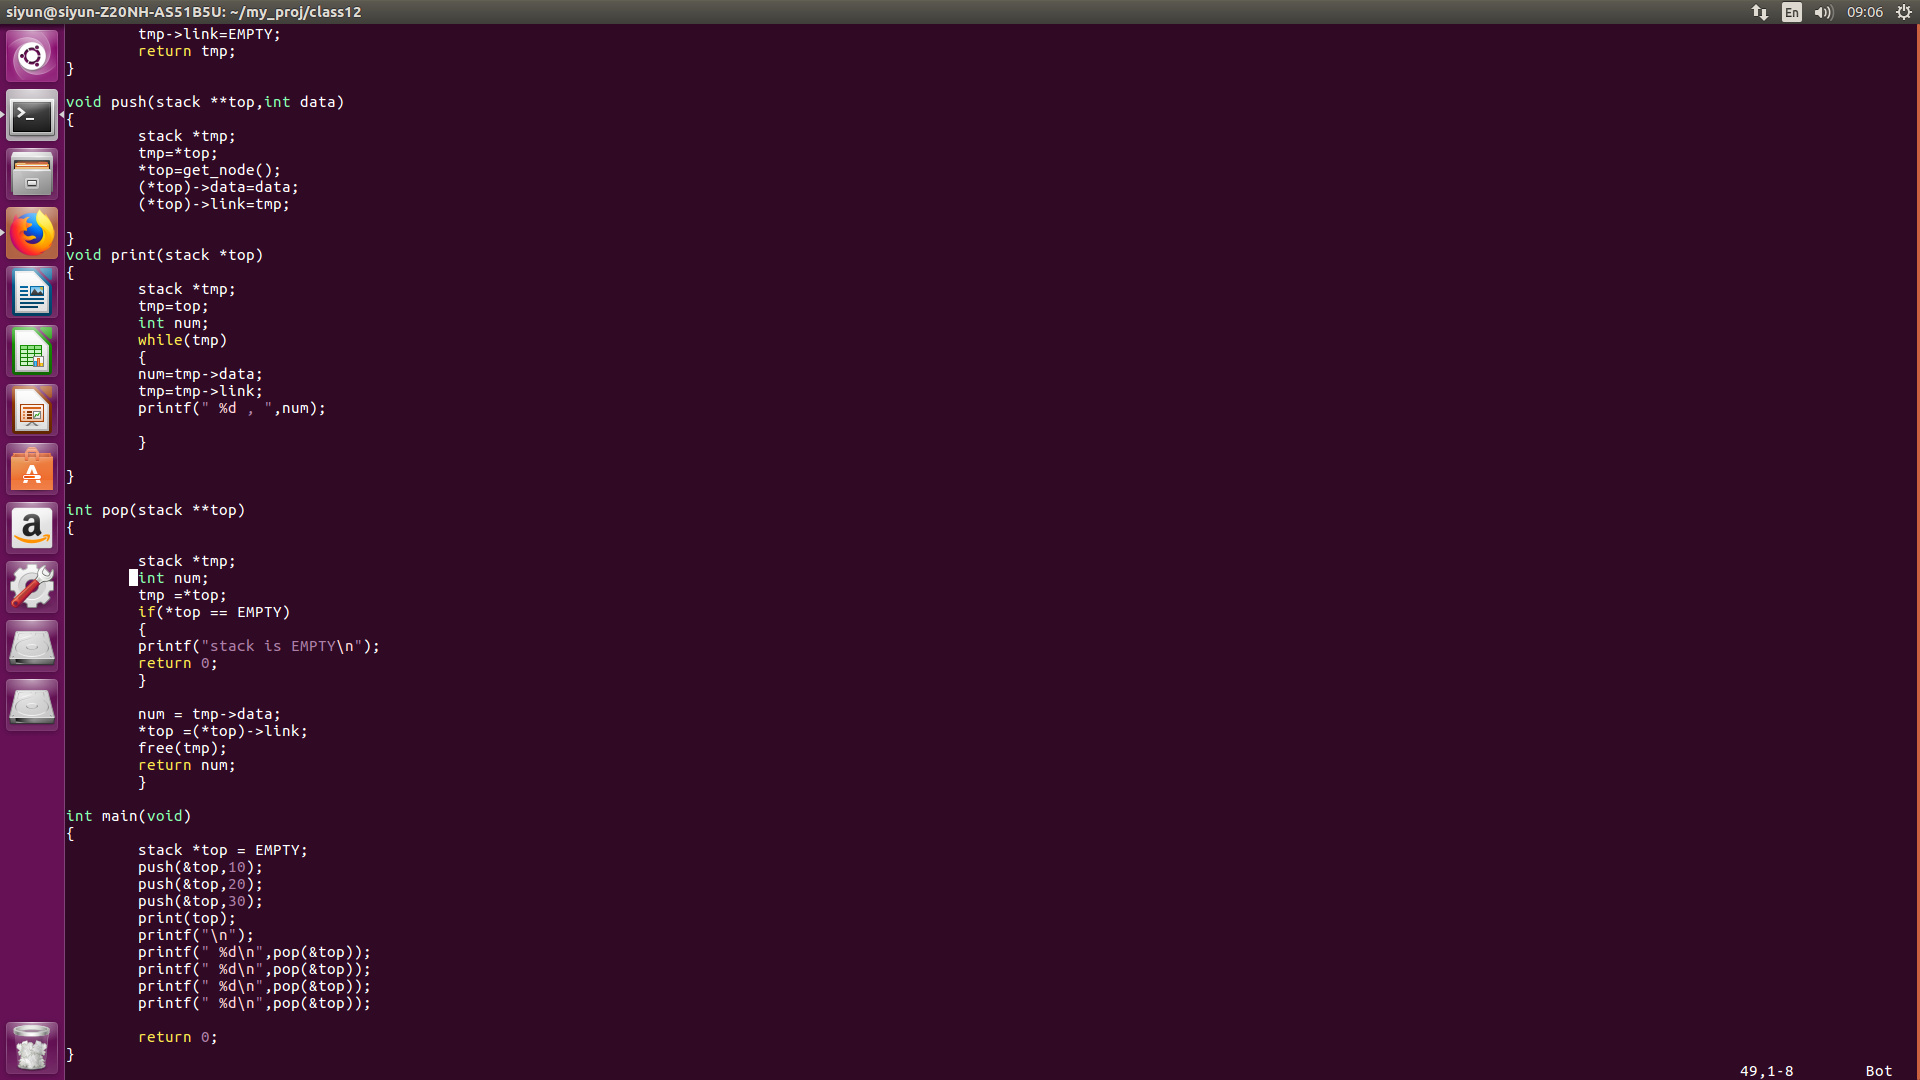 siyun@siyun-Z20NH-AS51B5U: ~/my_proj/class12
En
09:06
        tmp->link=EMPTY;
        return tmp;
}
void push(stack **top,int data)
{
        stack *tmp;
        tmp=*top;
        *top=get_node();
        (*top)->data=data;
        (*top)->link=tmp;
}
void print(stack *top)
{
        stack *tmp;
        tmp=top;
        int num;
        while(tmp)
        {
        num=tmp->data;
        tmp=tmp->link;
        printf(" %d , ",num);
        }
}
int pop(stack **top)
{
        stack *tmp;
        int num;
        tmp =*top;
        if(*top == EMPTY)
        {
        printf("stack is EMPTY\n");
        return 0;
        }
        num = tmp->data;
        *top =(*top)->link;
        free(tmp);
        return num;
        }
int main(void)
{
        stack *top = EMPTY;
        push(&top,10);
        push(&top,20);
        push(&top,30);
        print(top);
        printf("\n");
        printf(" %d\n",pop(&top));
        printf(" %d\n",pop(&top));
        printf(" %d\n",pop(&top));
        printf(" %d\n",pop(&top));
        return 0;
}
49,1-8
Bot